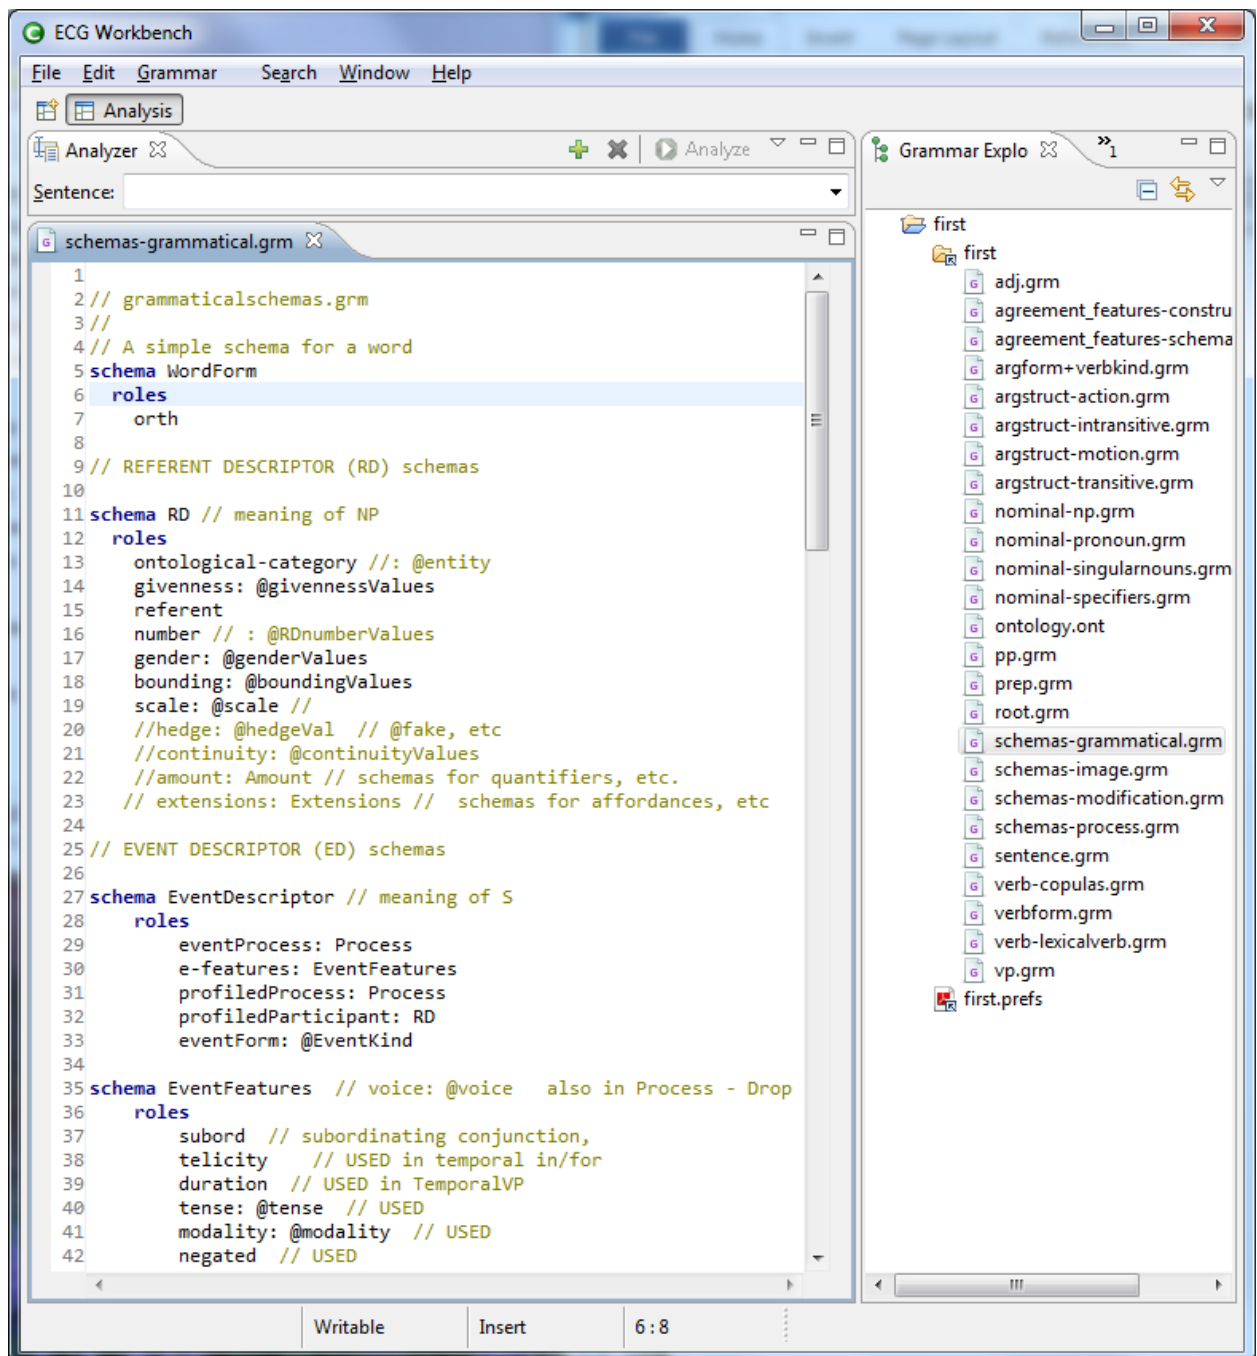 ECG Workbench
File Edit Grammar Search Window Help
Analysis
Analyzer
Analyze
Sentence:
schemas-grammatical.grm
1
2 // grammaticalschemas.grm
3 //
4 // A simple schema for a word
5 schema WordForm
6 roles
7 orth
8
9 // REFERENT DESCRIPTOR (RD) schemas
10
11 schema RD // meaning of NP
12 roles
13 ontological-category //: @entity
14 givenness: @givennessValues
15 referent
16 number // : @RDnumberValues
17 gender: @genderValues
18 bounding: @boundingValues
19 scale: @scale //
20 //hedge: @hedgeVal // @fake, etc
21 //continuity: @continuityValues
22 //amount: Amount // schemas for quantifiers, etc.
23 // extensions: Extensions // schemas for affordances, etc
24
25 // EVENT DESCRIPTOR (ED) schemas
26
27 schema EventDescriptor // meaning of S
28 roles
29 eventProcess: Process
30 e-features: EventFeatures
31 profiledProcess: Process
32 profiledParticipant: RD
33 eventForm: @EventKind
34
35 schema EventFeatures // voice: @voice also in Process - Drop
36 roles
37 subord // subordinating conjunction,
38 telicity // USED in temporal in/for
39 duration // USED in TemporalVP
40 tense: @tense // USED
41 modality: @modality // USED
42 negated // USED
Grammar Explo
»1
first
first
adj.grm
agreement_features-constru
agreement_features-schema
argform+verbkind.grm
argstruct-action.grm
argstruct-intransitive.grm
argstruct-motion.grm
argstruct-transitive.grm
nominal-np.grm
nominal-pronoun.grm
nominal-singularnouns.grm
nominal-specifiers.grm
ontology.ont
pp.grm
prep.grm
root.grm
schemas-grammatical.grm
schemas-image.grm
schemas-modification.grm
schemas-process.grm
sentence.grm
verb-copulas.grm
verbform.grm
verb-lexicalverb.grm
vp.grm
first.prefs
Writable Insert 6 : 8